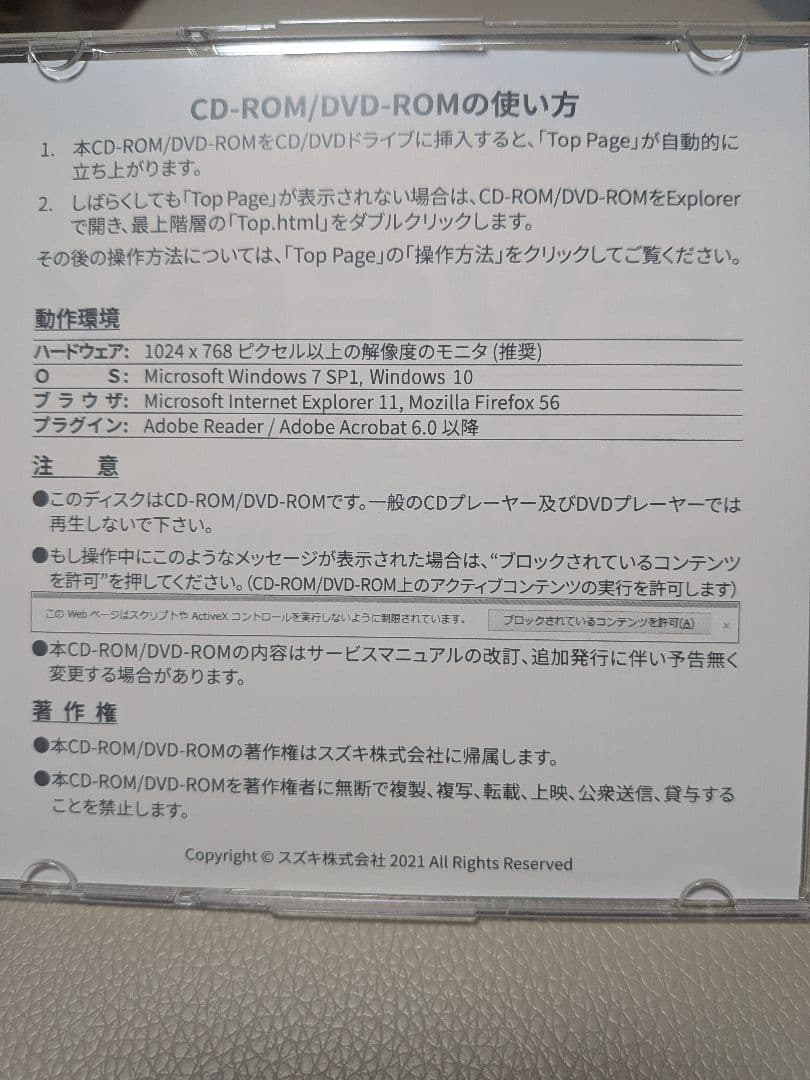 CD-ROM/DVD-ROMの使い方
1. 本CD-ROM/DVD-ROMをCD/DVDドライブに挿入すると、「Top Page」が自動的に
立ち上がります。
2. しばらくしても「Top Page」が表示されない場合は、CD-ROM/DVD-ROMをExplorer
で開き、最上階層の「Top.html」をダブルクリックします。
その後の操作方法については、「Top Page」の「操作方法」をクリックしてご覧ください。
動作環境
ハードウェア: 1024 x 768 ピクセル以上の解像度のモニタ (推奨)
O S: Microsoft Windows 7 SP1, Windows 10
ブラウザ: Microsoft Internet Explorer 11, Mozilla Firefox 56
プラグイン: Adobe Reader / Adobe Acrobat 6.0 以降
注 意
●このディスクはCD-ROM/DVD-ROMです。一般のCDプレーヤー及びDVDプレーヤーでは
再生しないで下さい。
●もし操作中にこのようなメッセージが表示された場合は、“ブロックされているコンテンツ
を許可”を押してください。(CD-ROM/DVD-ROM上のアクティブコンテンツの実行を許可します)
この Web ページはスクリプトや ActiveX コントロールを実行しないように制限されています。 ブロックされているコンテンツを許可(A) ×
●本CD-ROM/DVD-ROMの内容はサービスマニュアルの改訂、追加発行に伴い予告無く
変更する場合があります。
著 作 権
●本CD-ROM/DVD-ROMの著作権はスズキ株式会社に帰属します。
●本CD-ROM/DVD-ROMを著作権者に無断で複製、複写、転載、上映、公衆送信、貸与する
ことを禁止します。
Copyright © スズキ株式会社 2021 All Rights Reserved